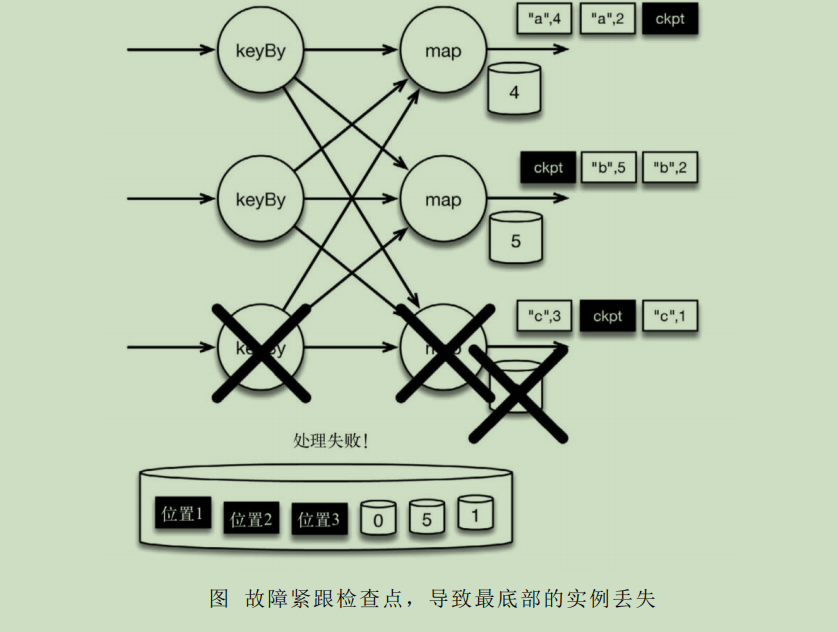 keyBy
map
"a",4
"a",2
ckpt
4
keyBy
map
ckpt
"b",5
"b",2
5
"c",3
ckpt
"c",1
处理失败！
位置1
位置2
位置3
0
5
1
图 故障紧跟检查点，导致最底部的实例丢失